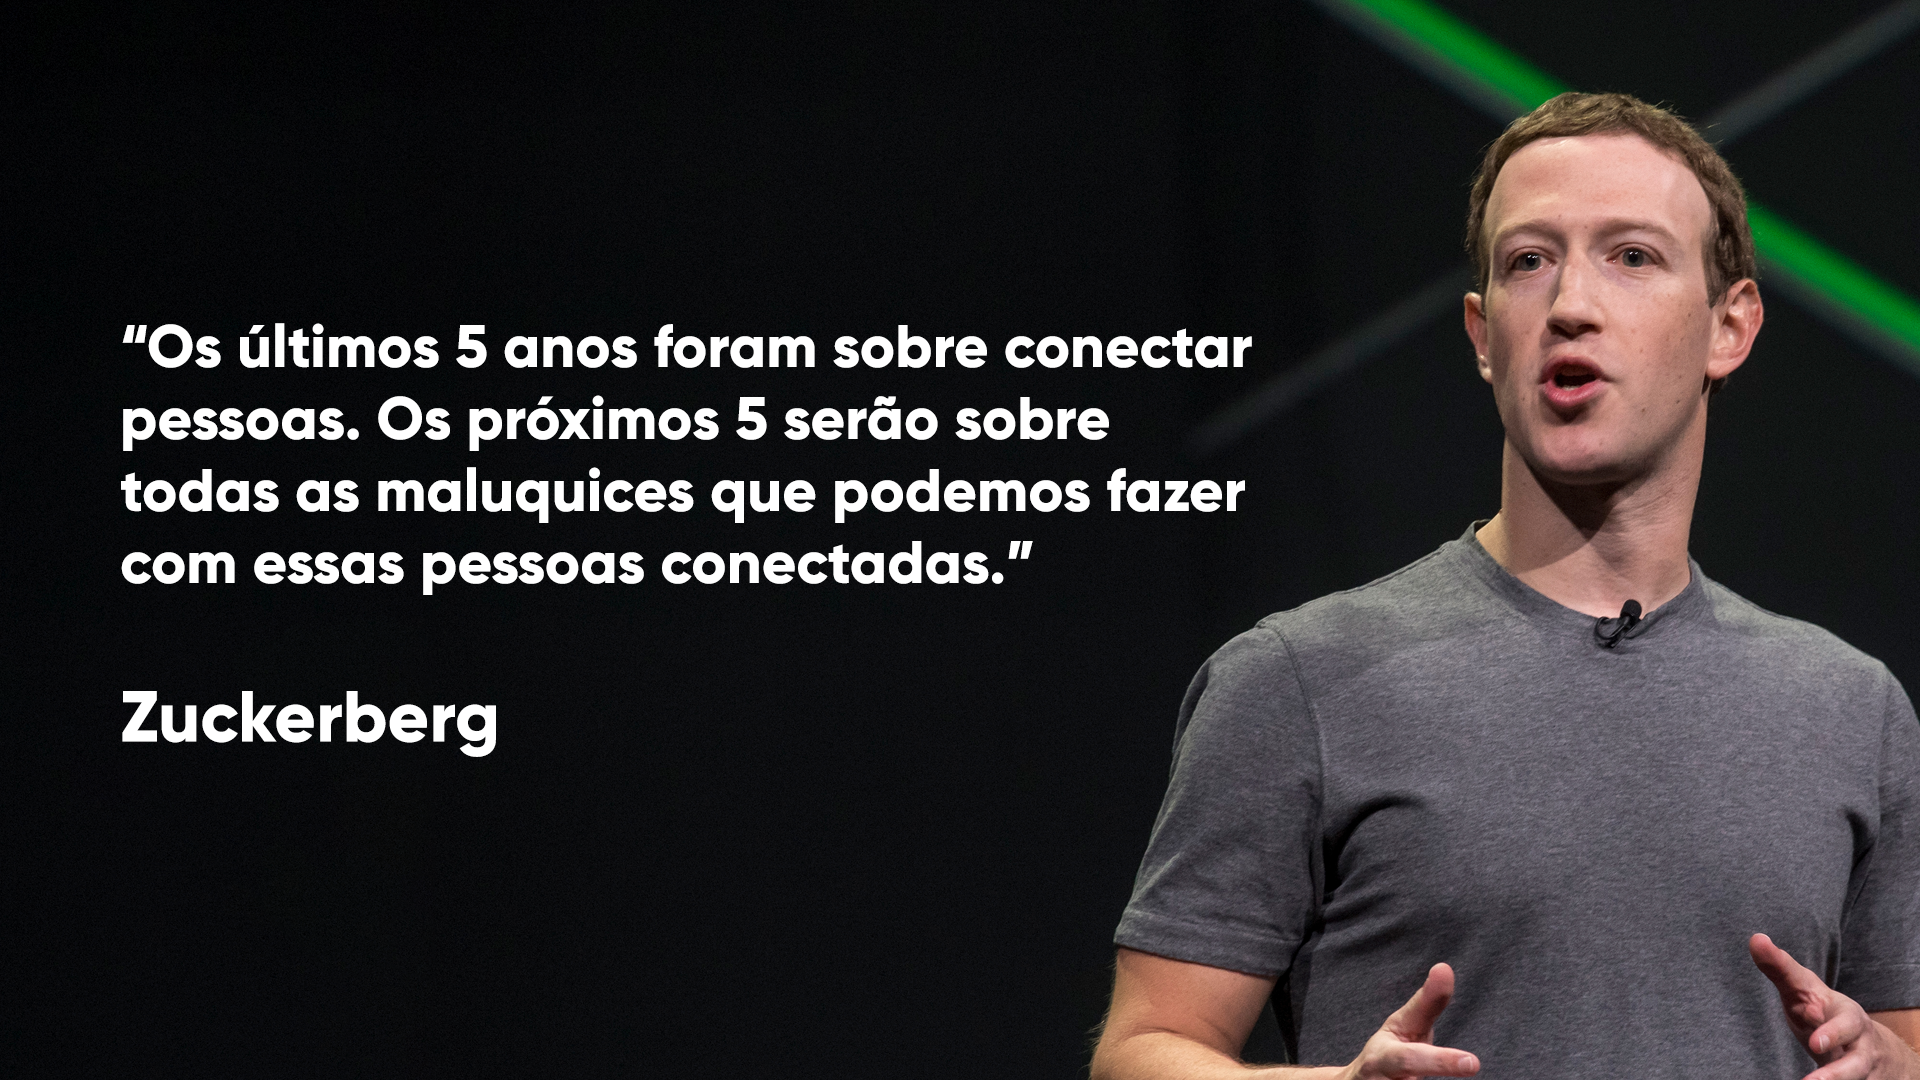 “Os últimos 5 anos foram sobre conectar
pessoas. Os próximos 5 serão sobre
todas as maluquices que podemos fazer
com essas pessoas conectadas.”
Zuckerberg